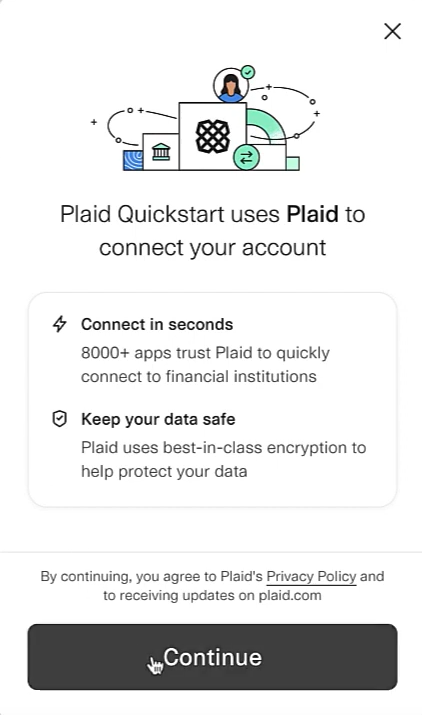 Plaid Quickstart uses Plaid to
connect your account
Connect in seconds
8000+ apps trust Plaid to quickly
connect to financial institutions
Keep your data safe
Plaid uses best-in-class encryption to
help protect your data
By continuing, you agree to Plaid's Privacy Policy and
to receiving updates on plaid.com
Continue